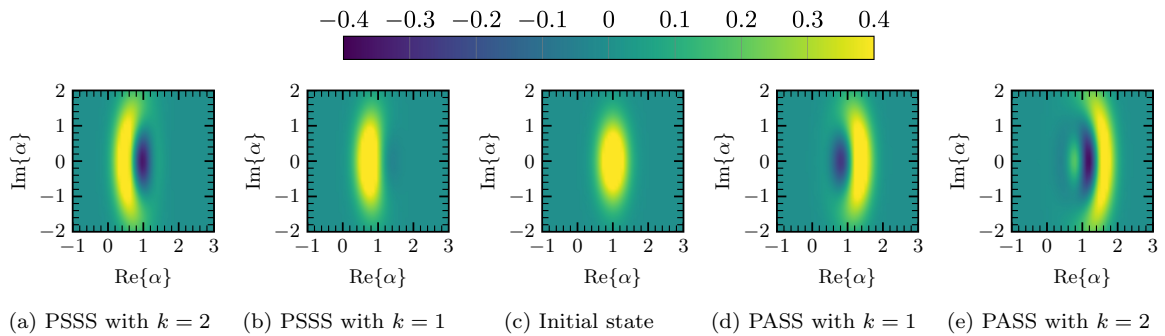 −0.4 −0.3 −0.2 −0.1 0 0.1 0.2 0.3 0.4
2 2 2 2 2
1 1 1 1 1
0 0 0 0 0
−1 −1 −1 −1 −1
−2 −2 −2 −2 −2
Im{α} Im{α} Im{α} Im{α} Im{α}
−1 0 1 2 3 −1 0 1 2 3 −1 0 1 2 3 −1 0 1 2 3 −1 0 1 2 3
Re{α} Re{α} Re{α} Re{α} Re{α}
(a) PSSS with k = 2 (b) PSSS with k = 1 (c) Initial state (d) PASS with k = 1 (e) PASS with k = 2